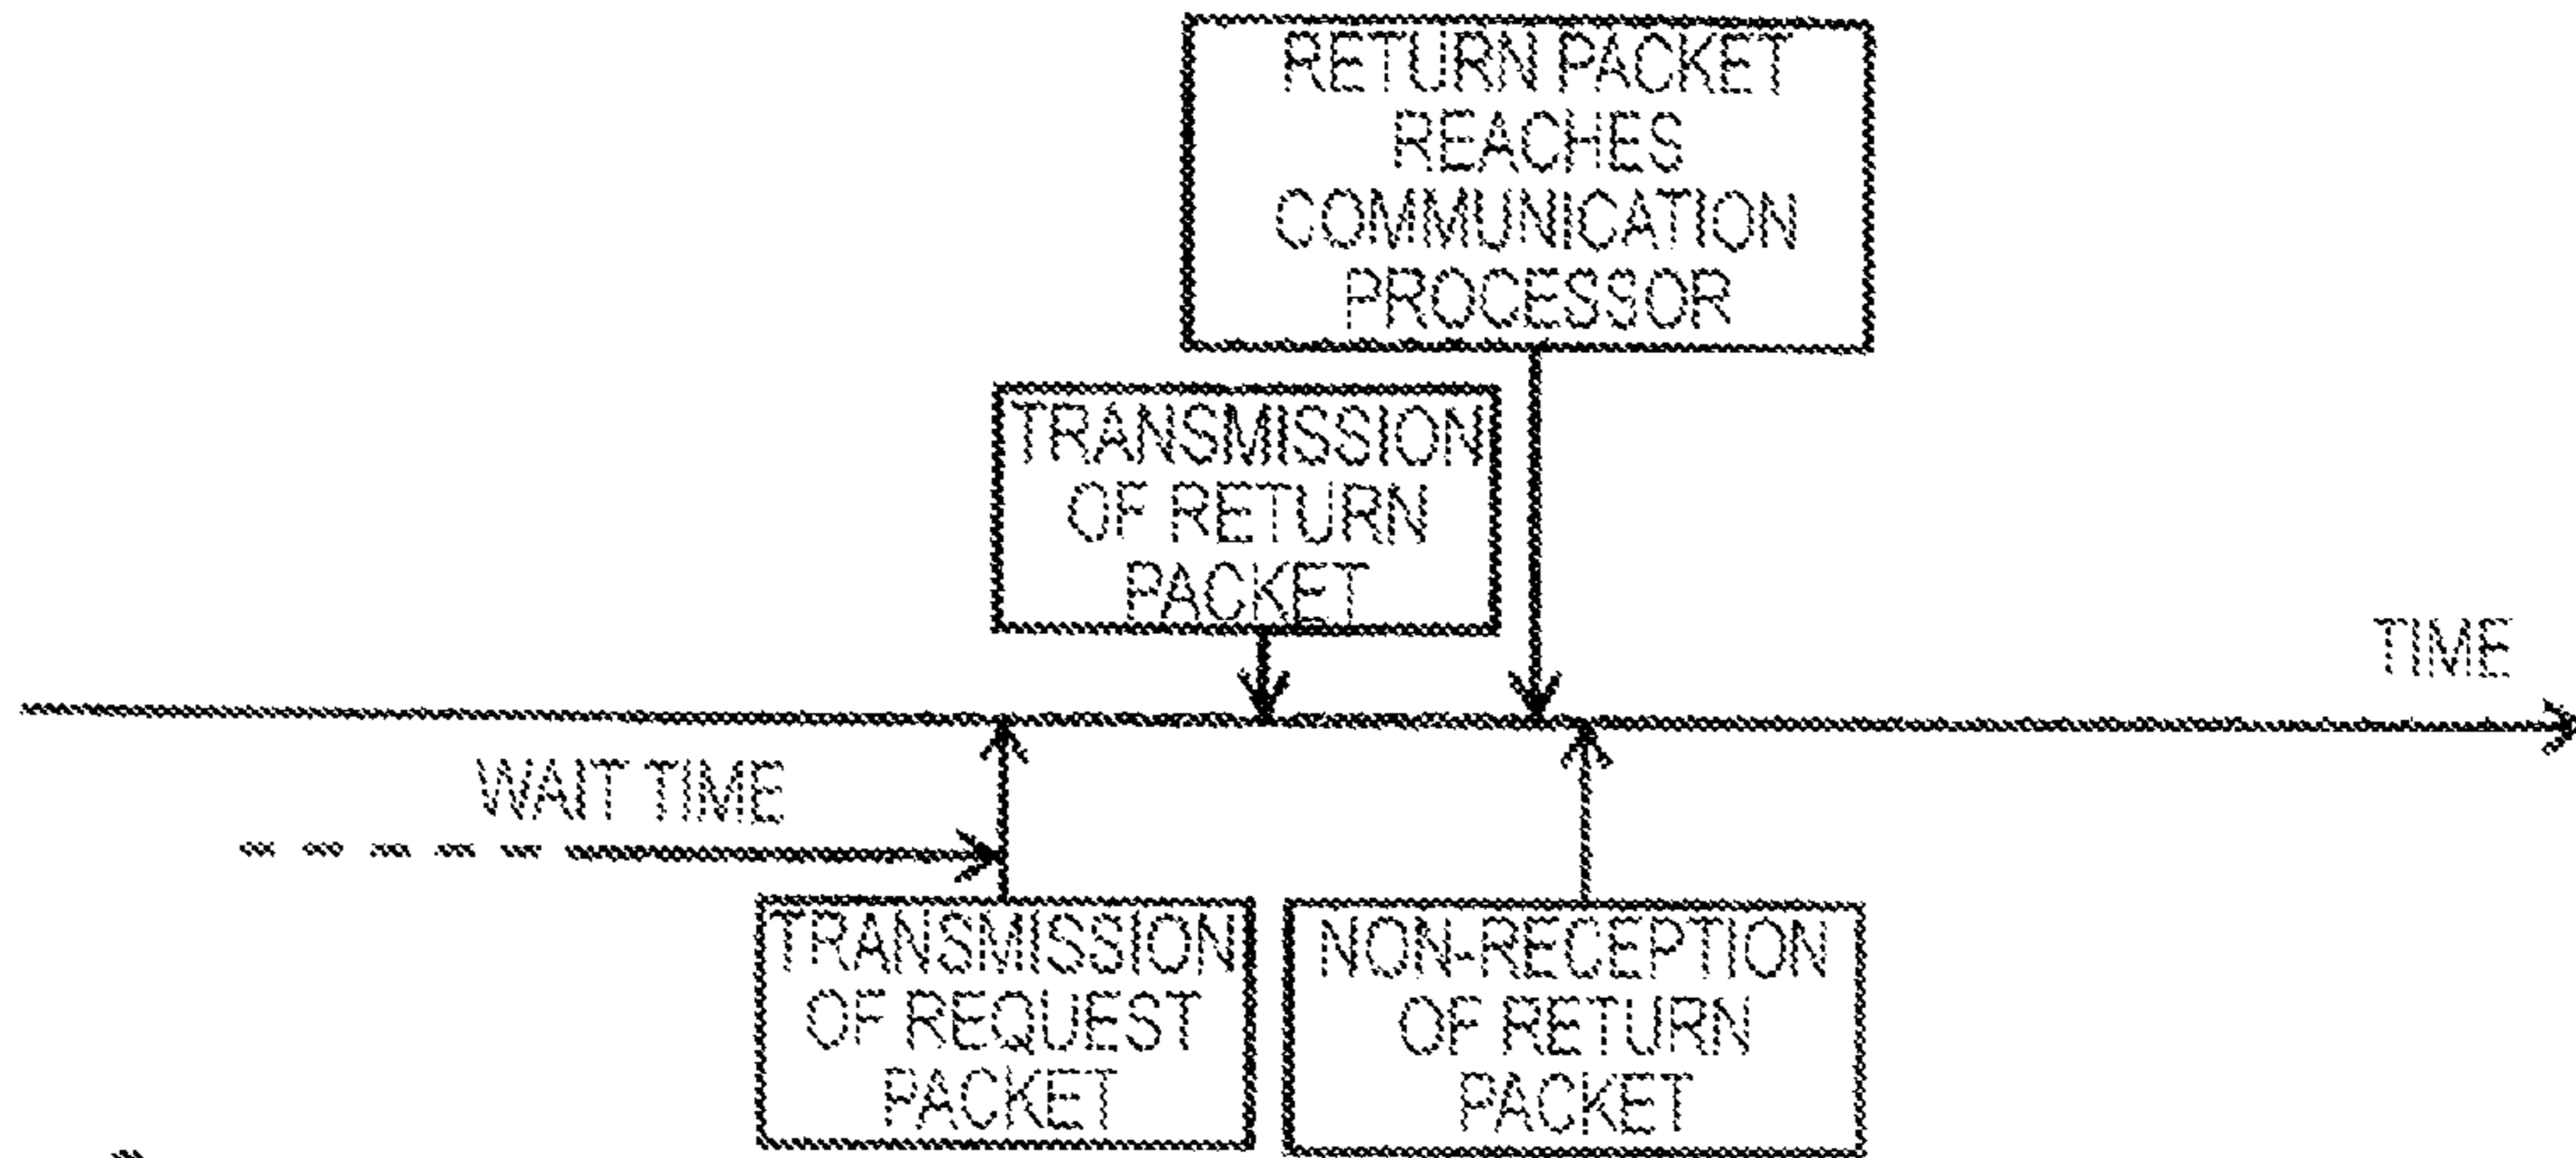 RETURN PACKET
REACHES
COMMUNICATION
PROCESSOR
TRANSMISSION
OF RETURN
PACKET
TIME
WAIT TIME
TRANSMISSION
OF REQUEST
PACKET
NON-RECEPTION
OF RETURN
PACKET